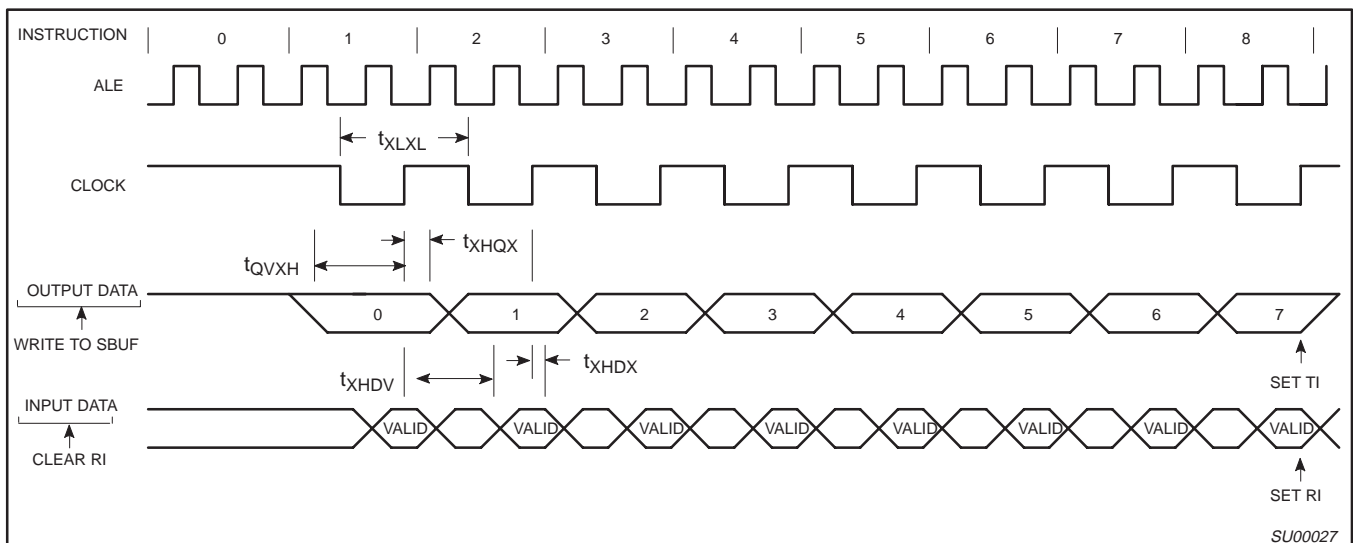 INSTRUCTION 0 1 2 3 4 5 6 7 8
ALE
tXLXL
CLOCK
tXHQX
tQVXH
OUTPUT DATA
0 1 2 3 4 5 6 7
WRITE TO SBUF
tXHDX
tXHDV
SET TI
INPUT DATA
VALID VALID VALID VALID VALID VALID VALID VALID
CLEAR RI
SET RI
SU00027